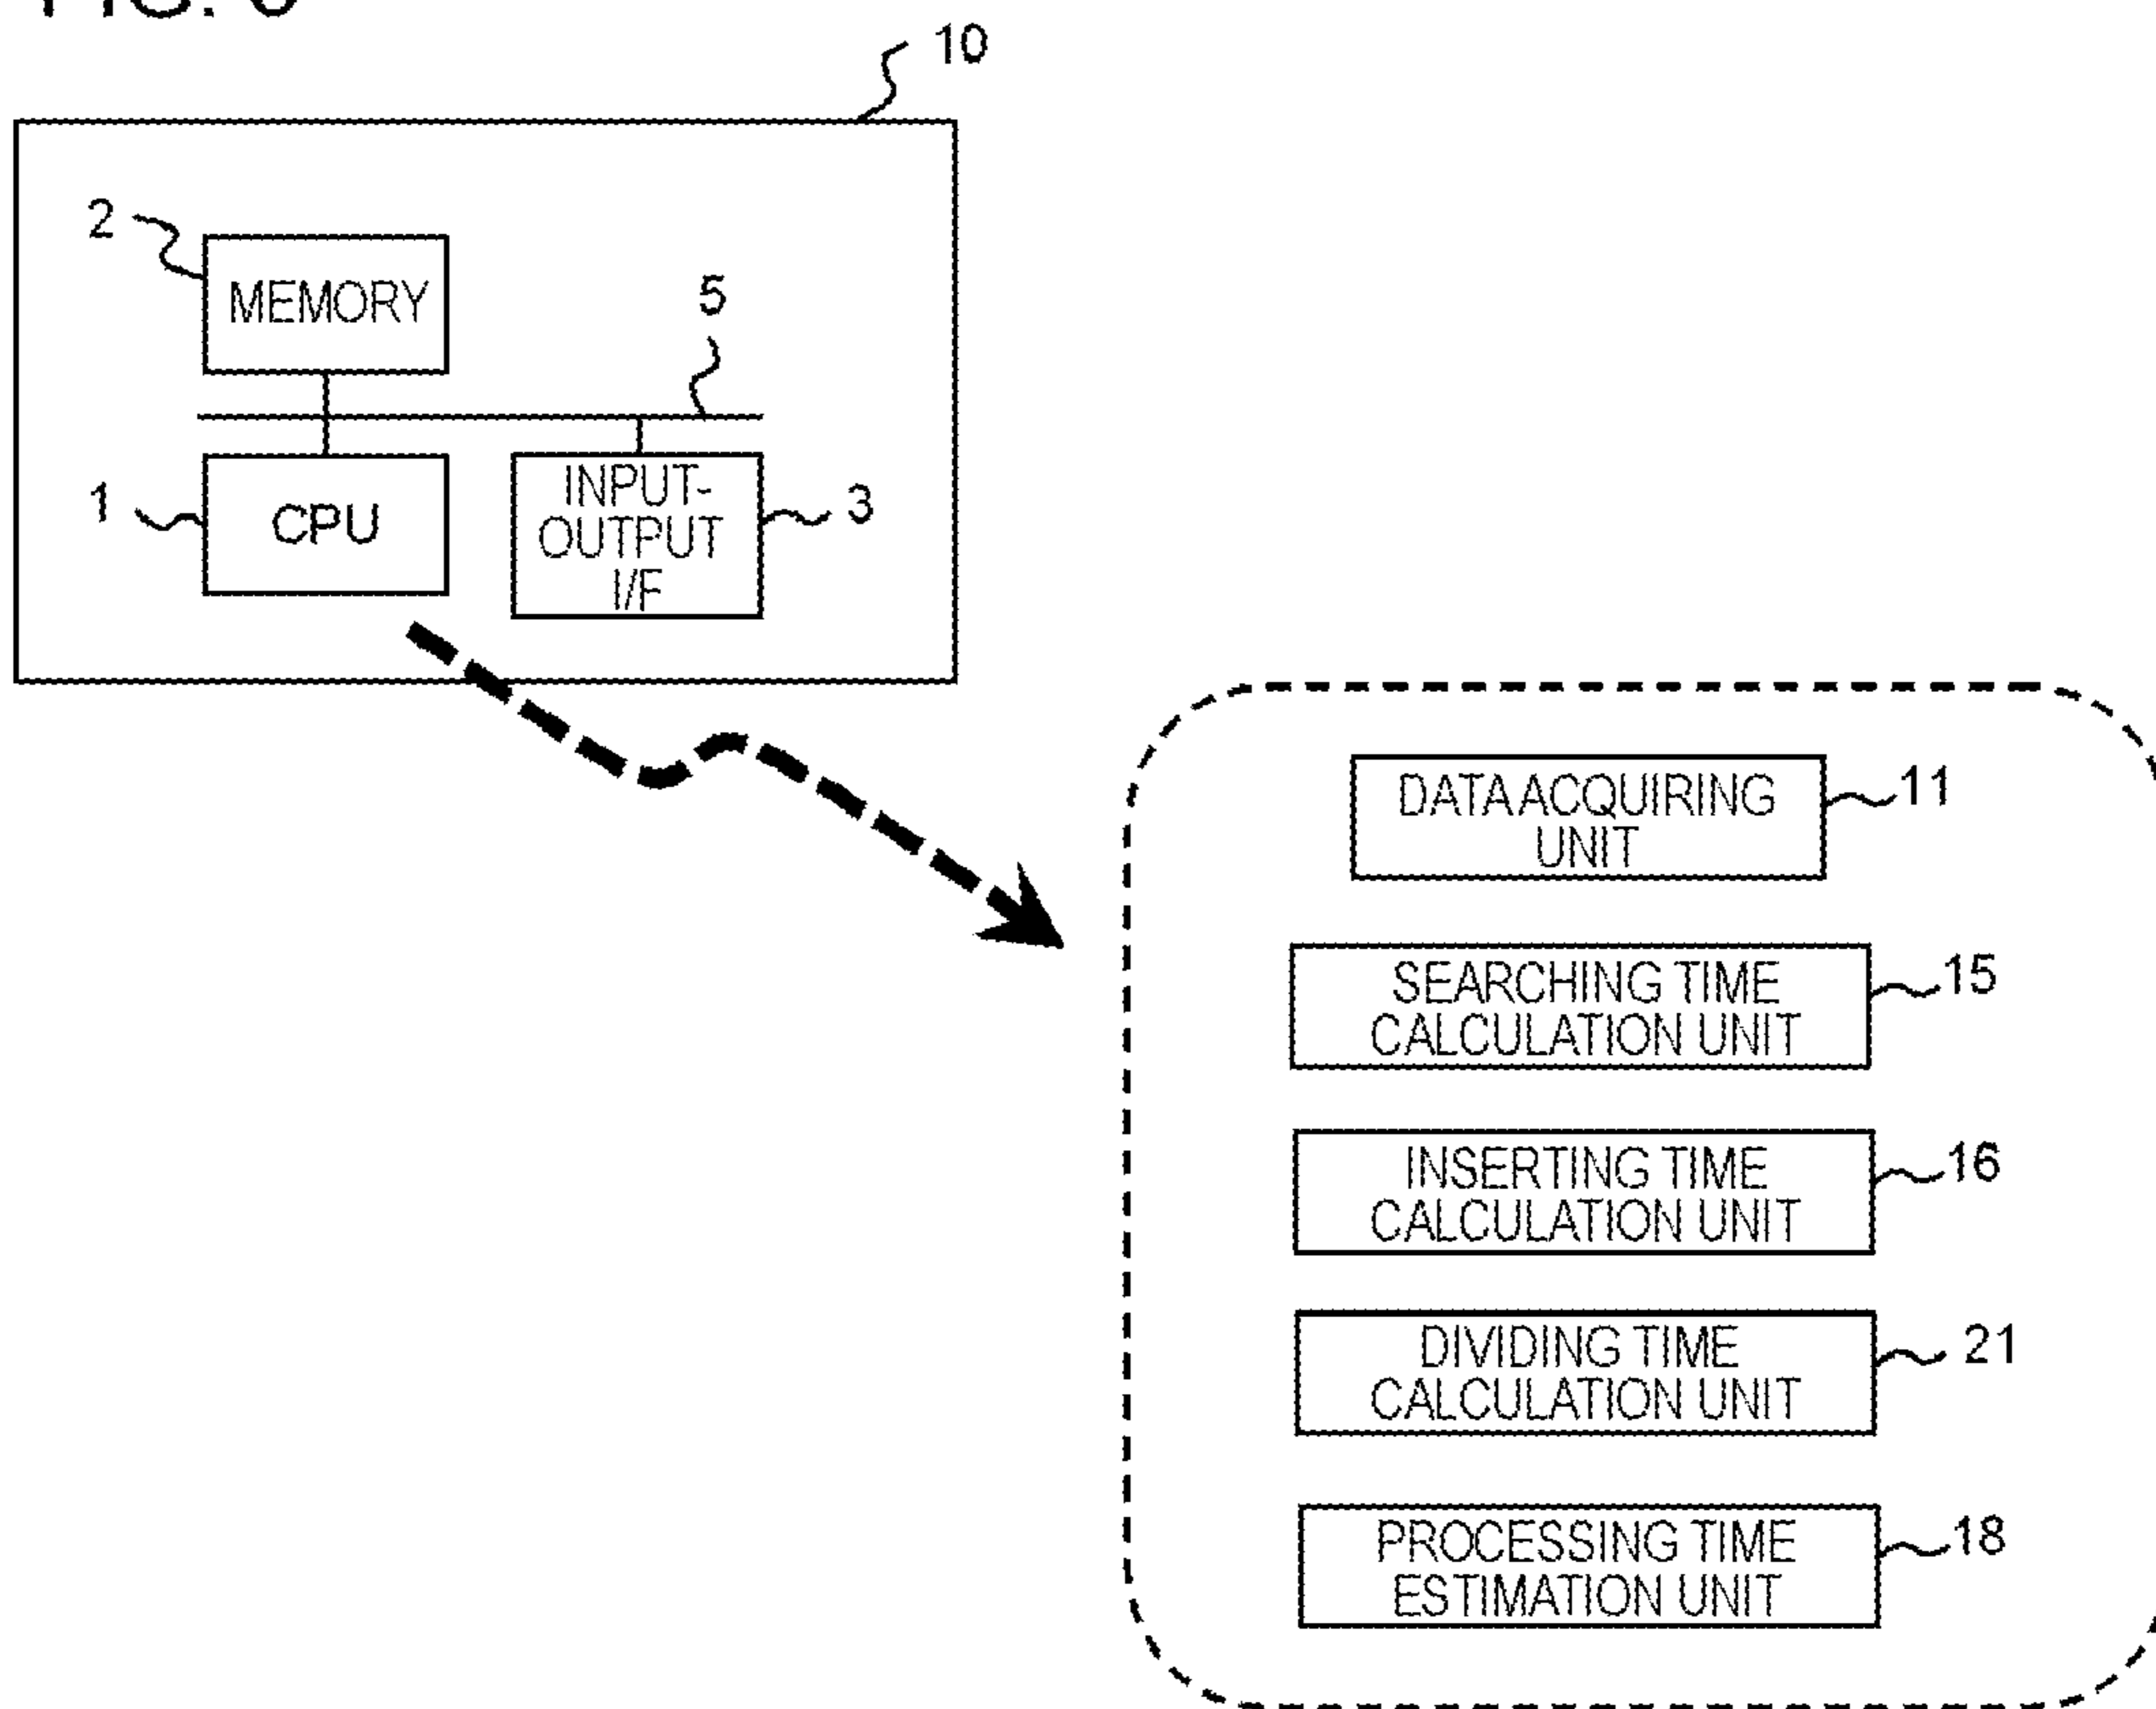 10
2
MEMORY
5
1
CPU
INPUT-
OUTPUT
I/F
3
DATA ACQUIRING
UNIT
11
SEARCHING TIME
CALCULATION UNIT
15
INSERTING TIME
CALCULATION UNIT
16
DIVIDING TIME
CALCULATION UNIT
21
PROCESSING TIME
ESTIMATION UNIT
18